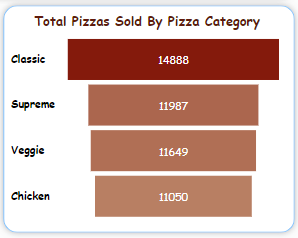 Total Pizzas Sold By Pizza Category
Classic 14888
Supreme 11987
Veggie 11649
Chicken 11050